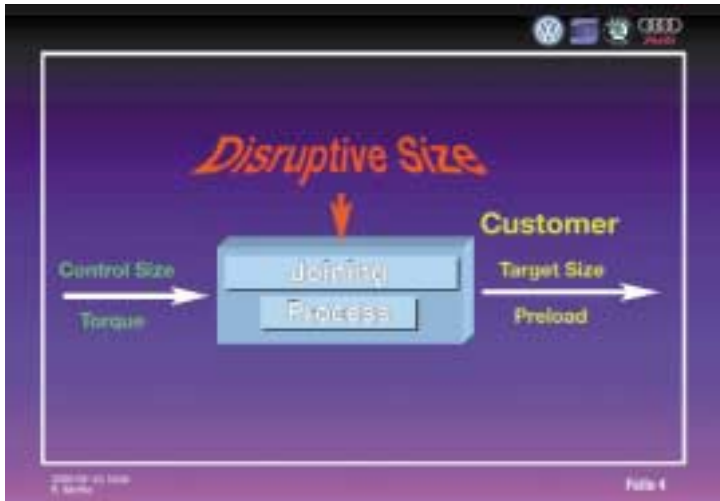 Disruptive Size
Customer
Control Size
Torque
Joining
Process
Target Size
Preload
Folie 4